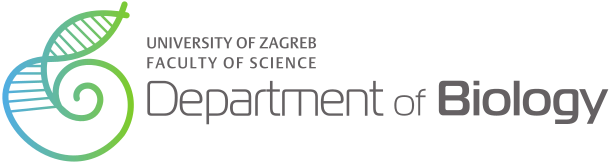 UNIVERSITY OF ZAGREB
FACULTY OF SCIENCE
Department of Biology